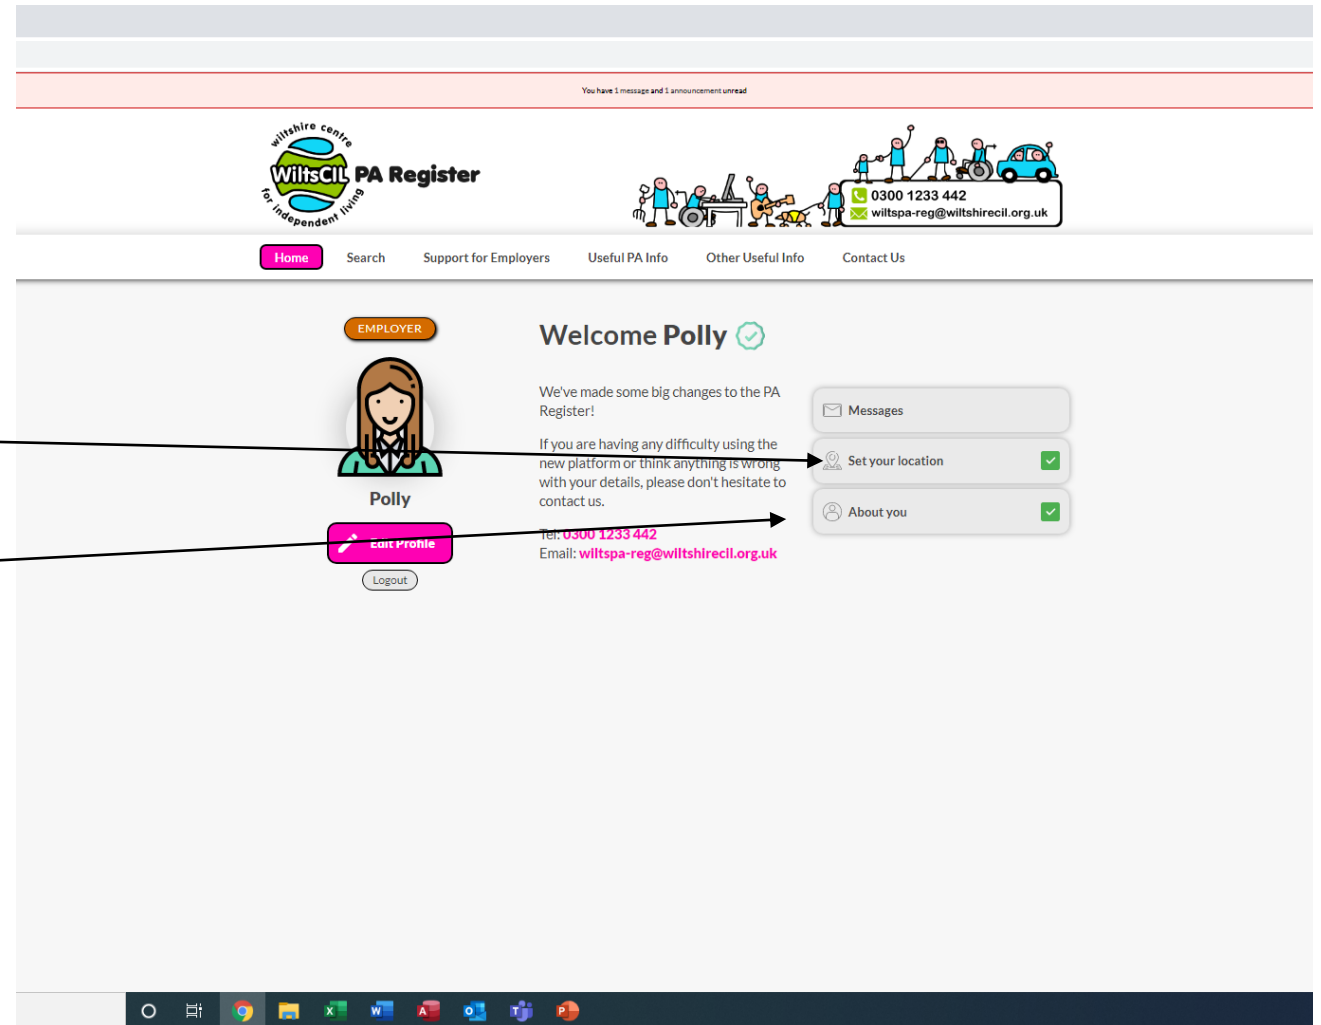 You have 1 message and 1 announcement unread
wiltshire centre
WiltsCIL PA Register
for independent living
0300 1233 442
wiltspa-reg@wiltshirecil.org.uk
Home Search Support for Employers Useful PA Info Other Useful Info Contact Us
EMPLOYER
Polly
Edit Profile
Logout
Welcome Polly
We've made some big changes to the PA
Register!
If you are having any difficulty using the
new platform or think anything is wrong
with your details, please don't hesitate to
contact us.
Tel: 0300 1233 442
Email: wiltspa-reg@wiltshirecil.org.uk
Messages
Set your location
About you